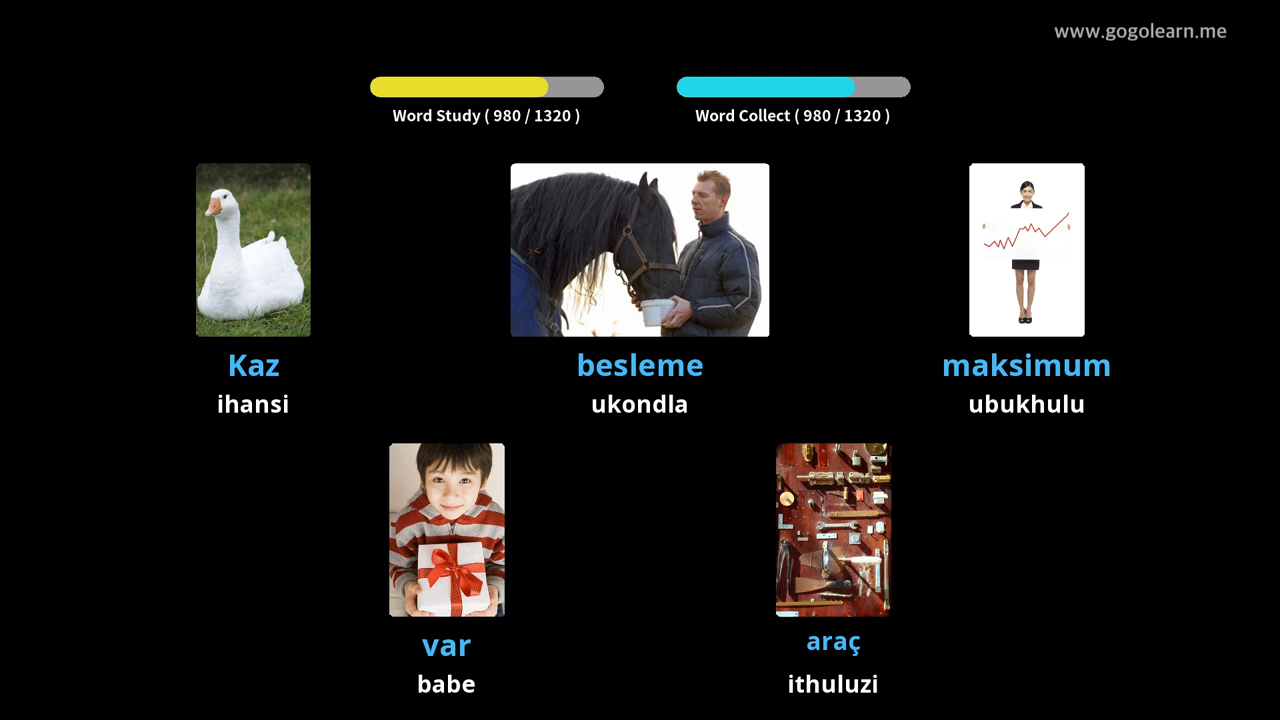 www.gogolearn.me
Word Study ( 980 / 1320 )
Word Collect ( 980 / 1320 )
Kaz
ihansi
besleme
ukondla
maksimum
ubukhulu
var
babe
araç
ithuluzi